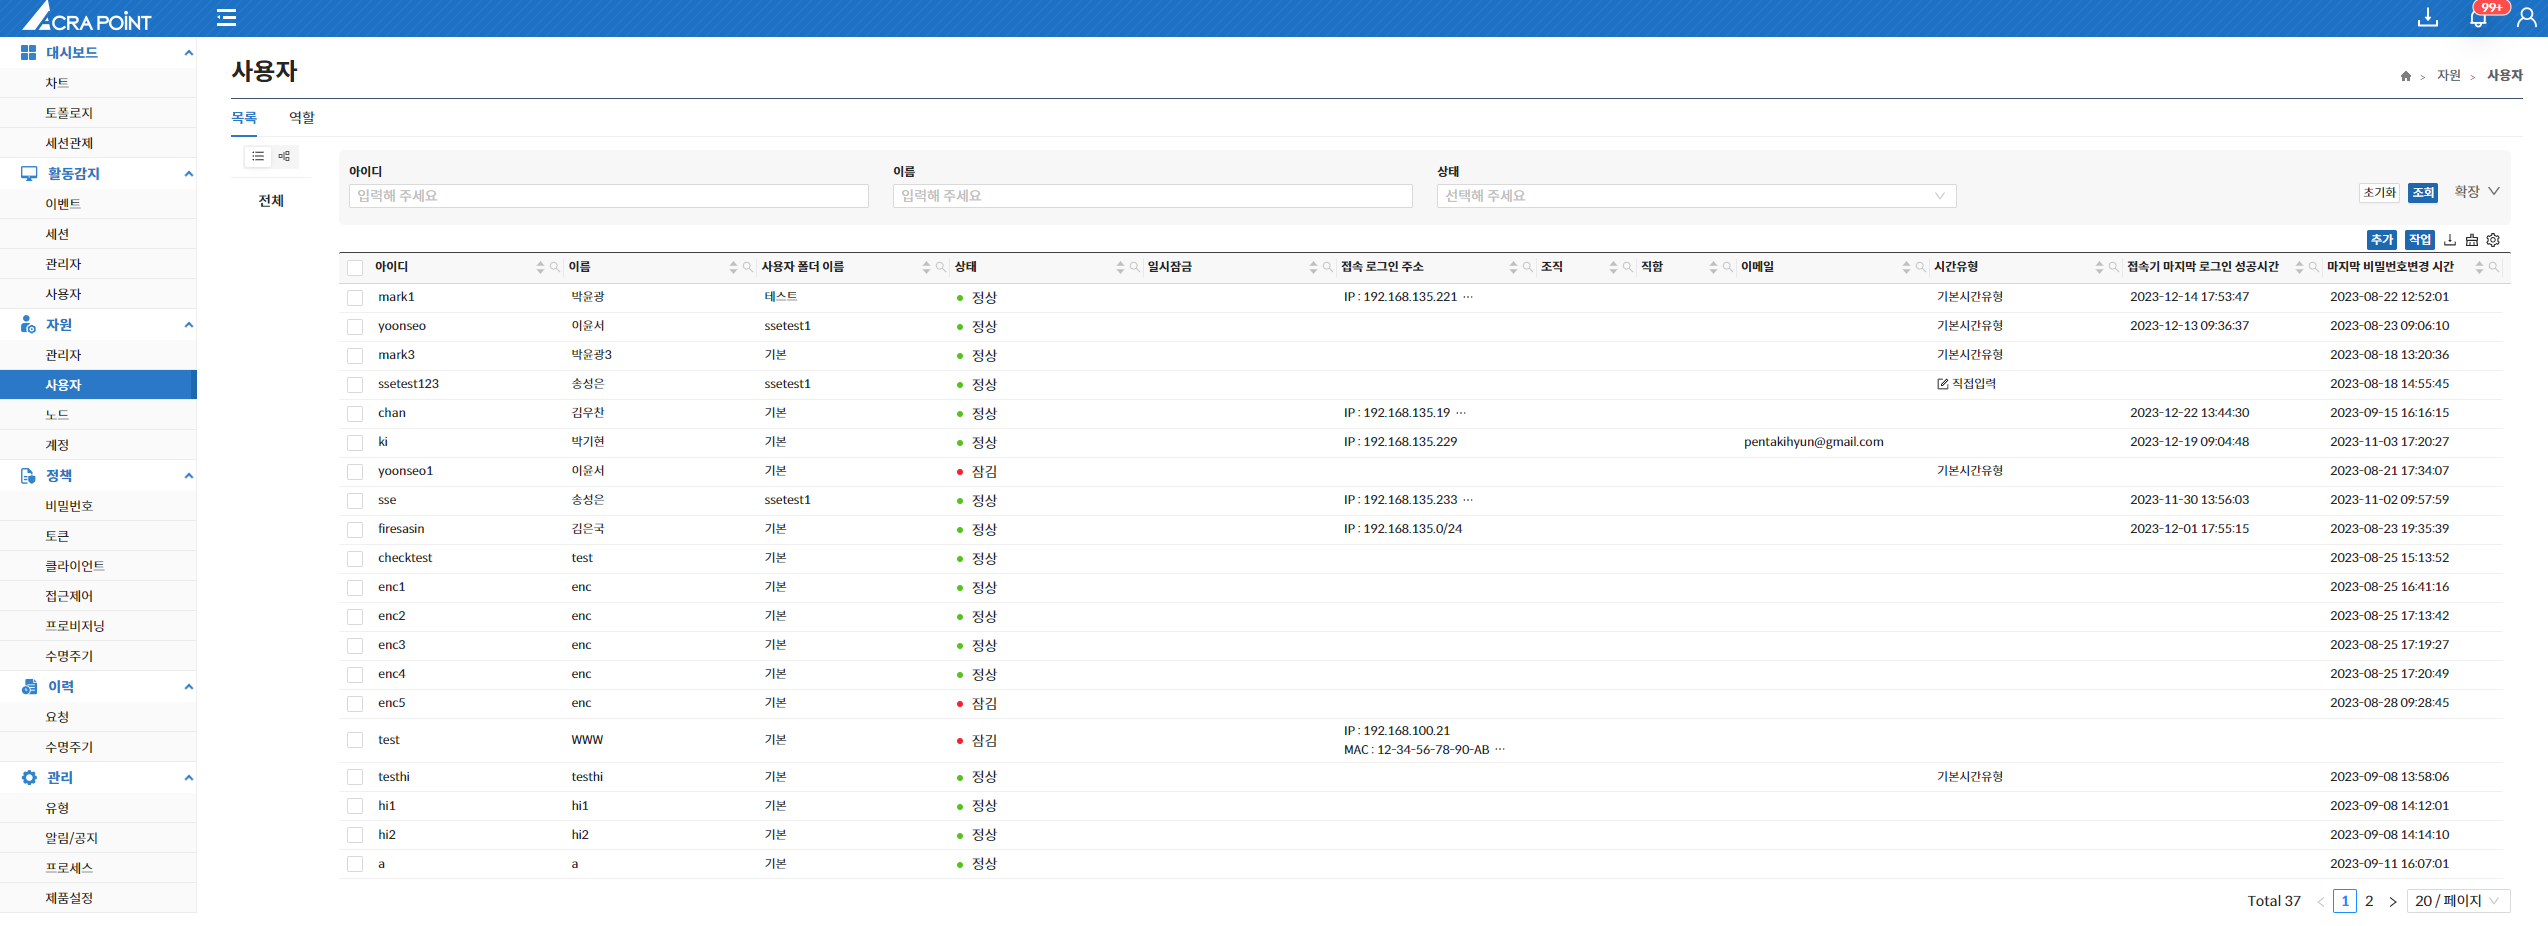 ACRA POINT
99+
대시보드
차트
토폴로지
세션관제
활동감지
이벤트
세션
관리자
사용자
자원
관리자
사용자
노드
계정
정책
비밀번호
토큰
클라이언트
접근제어
프로비저닝
수명주기
이력
요청
수명주기
관리
유형
알림/공지
프로세스
제품설정
사용자
> 자원 > 사용자
목록 역할
전체
아이디 이름 상태
입력해 주세요 입력해 주세요 선택해 주세요 초기화 조회 확장
추가 작업
아이디 이름 사용자 폴더 이름 상태 일시잠금 접속 로그인 주소 조직 직함 이메일 시간유형 접속기 마지막 로그인 성공시간 마지막 비밀번호변경 시간
mark1 박윤광 테스트 정상 IP : 192.168.135.221 ··· 기본시간유형 2023-12-14 17:53:47 2023-08-22 12:52:01
yoonseo 이윤서 ssetest1 정상 기본시간유형 2023-12-13 09:36:37 2023-08-23 09:06:10
mark3 박윤광3 기본 정상 기본시간유형 2023-08-18 13:20:36
ssetest123 송성은 ssetest1 정상 직접입력 2023-08-18 14:55:45
chan 김우찬 기본 정상 IP : 192.168.135.19 ··· 2023-12-22 13:44:30 2023-09-15 16:16:15
ki 박기현 기본 정상 IP : 192.168.135.229 pentakihyun@gmail.com 2023-12-19 09:04:48 2023-11-03 17:20:27
yoonseo1 이윤서 기본 잠김 기본시간유형 2023-08-21 17:34:07
sse 송성은 ssetest1 정상 IP : 192.168.135.233 ··· 2023-11-30 13:56:03 2023-11-02 09:57:59
firesasin 김은국 기본 정상 IP : 192.168.135.0/24 2023-12-01 17:55:15 2023-08-23 19:35:39
checktest test 기본 정상 2023-08-25 15:13:52
enc1 enc 기본 정상 2023-08-25 16:41:16
enc2 enc 기본 정상 2023-08-25 17:13:42
enc3 enc 기본 정상 2023-08-25 17:19:27
enc4 enc 기본 정상 2023-08-25 17:20:49
enc5 enc 기본 잠김 2023-08-28 09:28:45
test WWW 기본 잠김 IP : 192.168.100.21
MAC : 12-34-56-78-90-AB ···
testhi testhi 기본 정상 기본시간유형 2023-09-08 13:58:06
hi1 hi1 기본 정상 2023-09-08 14:12:01
hi2 hi2 기본 정상 2023-09-08 14:14:10
a a 기본 정상 2023-09-11 16:07:01
Total 37 < 1 2 > 20 / 페이지